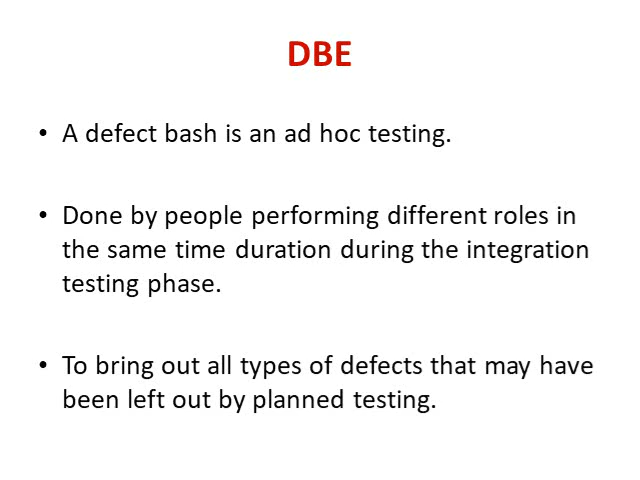 DBE
• A defect bash is an ad hoc testing.
• Done by people performing different roles in
the same time duration during the integration
testing phase.
• To bring out all types of defects that may have
been left out by planned testing.